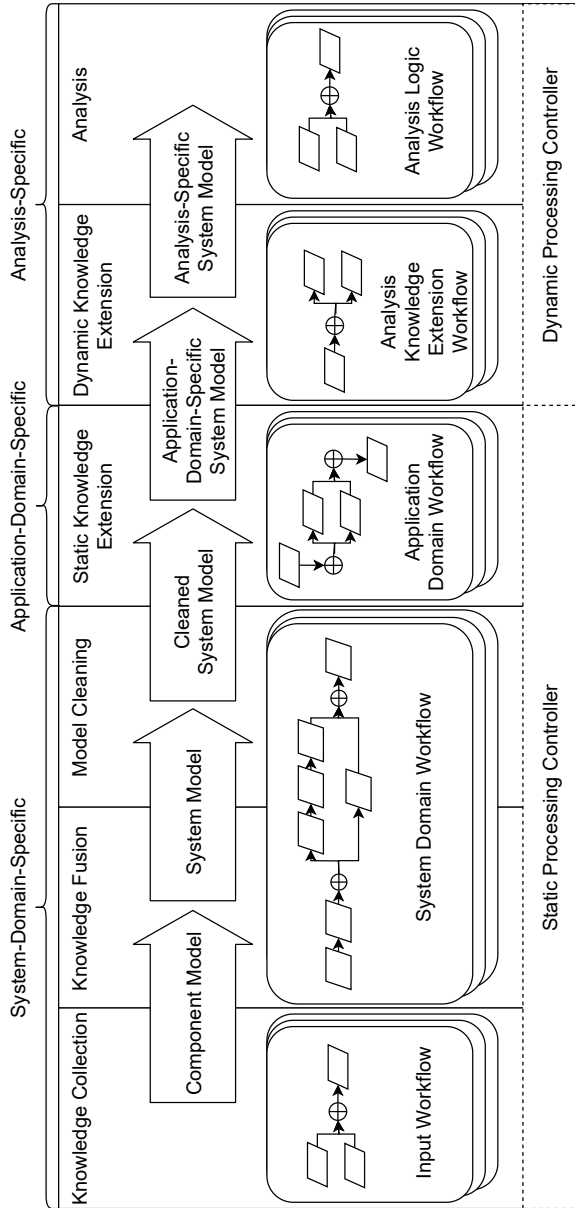 System-Domain-Specific
Application-Domain-Specific
Analysis-Specific
Knowledge Collection
Knowledge Fusion
Model Cleaning
Static Knowledge
Extension
Dynamic Knowledge
Extension
Analysis
Component Model
System Model
Cleaned
System Model
Application-
Domain-Specific
System Model
Analysis-Specific
System Model
Input Workflow
System Domain Workflow
Application
Domain Workflow
Analysis
Knowledge
Extension
Workflow
Analysis Logic
Workflow
Static Processing Controller
Dynamic Processing Controller